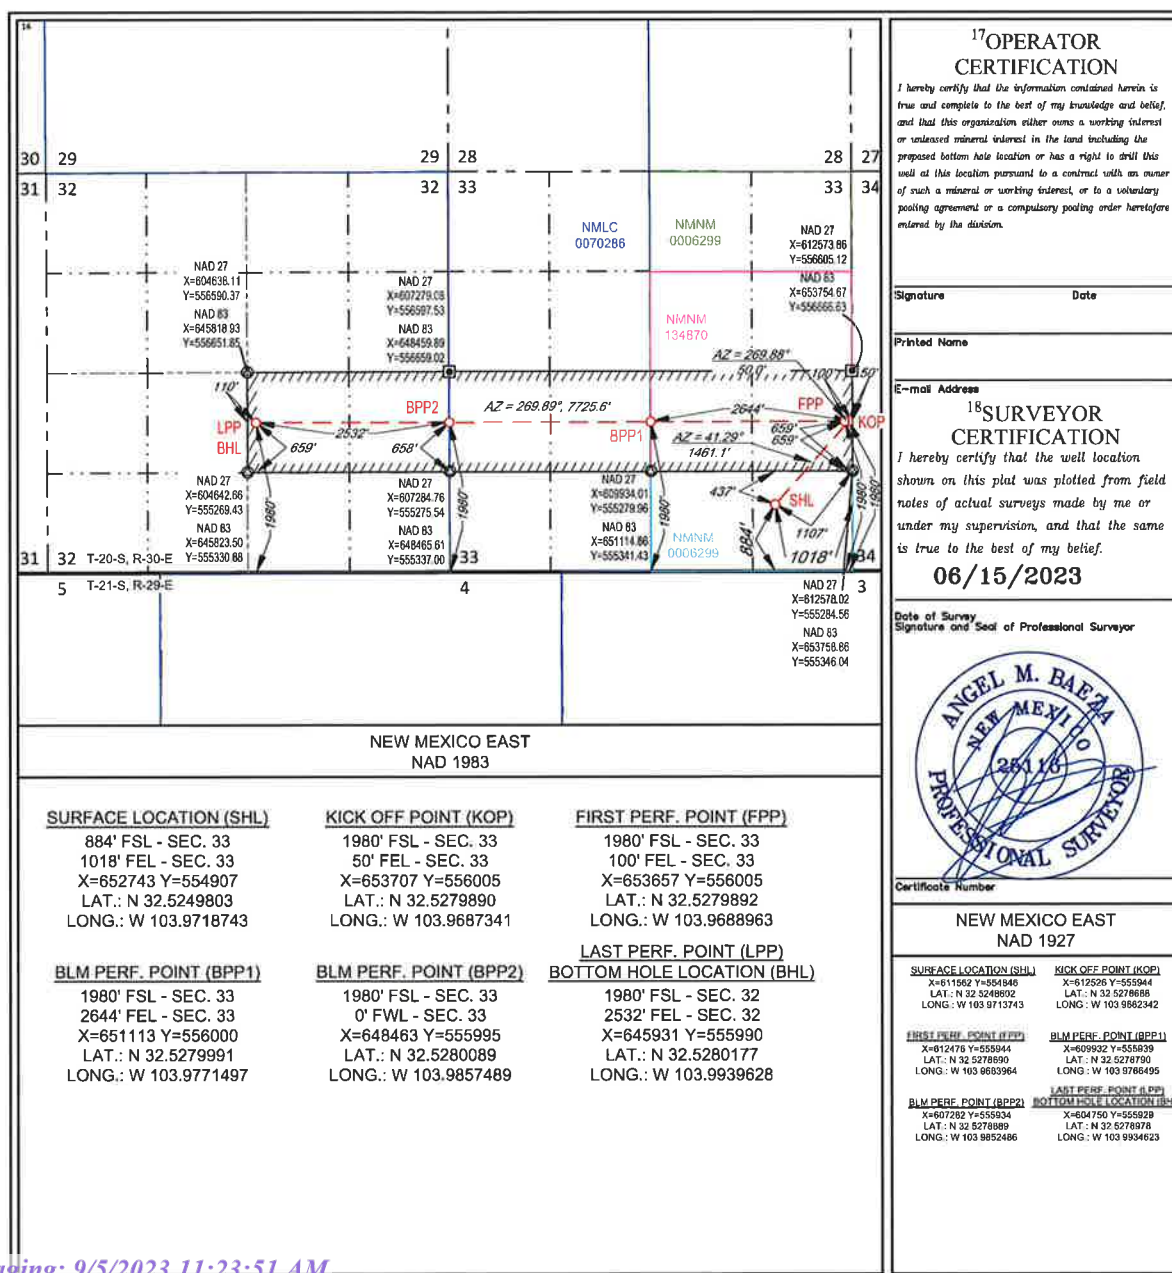 16
30 29 29 28 28 27
31 32 32 33 33 34
NMLC
0070286
NMNM
0006299
NAD 27
X=612573.86
Y=556605.12
NAD 83
X=653754.67
Y=556666.63
NAD 27
X=604638.11
Y=556590.37
NAD 83
X=645818.93
Y=556651.85
NAD 27
X=607279.08
Y=556597.53
NAD 83
X=648459.89
Y=556659.02
NMNM
134870
AZ = 269.88°
50.0'
100'
50'
110'
BPP2
AZ = 269.89°, 7725.6'
2644'
FPP
KOP
LPP
BHL
2532'
659'
658'
BPP1
659'
659'
AZ = 41.29°
1461.1'
NAD 27
X=604642.66
Y=555269.43
NAD 83
X=645823.50
Y=555330.88
1980'
NAD 27
X=607284.76
Y=555275.54
NAD 83
X=648465.61
Y=555337.00
1980'
NAD 27
X=609934.01
Y=555279.96
NAD 83
X=651114.86
Y=555341.43
1980'
437'
SHL
1980'
1980'
NMNM
0006299
884'
1107'
1018'
31 32 T-20-S, R-30-E 33 34
5 T-21-S, R-29-E 4 3
NAD 27
X=612578.02
Y=555284.56
NAD 83
X=653758.86
Y=555346.04
NEW MEXICO EAST
NAD 1983
SURFACE LOCATION (SHL)
884' FSL - SEC. 33
1018' FEL - SEC. 33
X=652743 Y=554907
LAT.: N 32.5249803
LONG.: W 103.9718743
KICK OFF POINT (KOP)
1980' FSL - SEC. 33
50' FEL - SEC. 33
X=653707 Y=556005
LAT.: N 32.5279890
LONG.: W 103.9687341
FIRST PERF. POINT (FPP)
1980' FSL - SEC. 33
100' FEL - SEC. 33
X=653657 Y=556005
LAT.: N 32.5279892
LONG.: W 103.9688963
BLM PERF. POINT (BPP1)
1980' FSL - SEC. 33
2644' FEL - SEC. 33
X=651113 Y=556000
LAT.: N 32.5279991
LONG.: W 103.9771497
BLM PERF. POINT (BPP2)
1980' FSL - SEC. 33
0' FWL - SEC. 33
X=648463 Y=555995
LAT.: N 32.5280089
LONG.: W 103.9857489
LAST PERF. POINT (LPP)
BOTTOM HOLE LOCATION (BHL)
1980' FSL - SEC. 32
2532' FEL - SEC. 32
X=645931 Y=555990
LAT.: N 32.5280177
LONG.: W 103.9939628
17OPERATOR
CERTIFICATION
I hereby certify that the information contained herein is
true and complete to the best of my knowledge and belief,
and that this organization either owns a working interest
or unleased mineral interest in the land including the
proposed bottom hole location or has a right to drill this
well at this location pursuant to a contract with an owner
of such a mineral or working interest, or to a voluntary
pooling agreement or a compulsory pooling order heretofore
entered by the division.
Signature Date
Printed Name
E-mail Address
18SURVEYOR
CERTIFICATION
I hereby certify that the well location
shown on this plat was plotted from field
notes of actual surveys made by me or
under my supervision, and that the same
is true to the best of my belief.
06/15/2023
Date of Survey
Signature and Seal of Professional Surveyor
ANGEL M. BAEZA
NEW MEXICO
25116
PROFESSIONAL SURVEYOR
Certificate Number
NEW MEXICO EAST
NAD 1927
SURFACE LOCATION (SHL)
X=611562 Y=554846
LAT.: N 32.5248602
LONG.: W 103.9713743
KICK OFF POINT (KOP)
X=612526 Y=555944
LAT.: N 32.5278688
LONG.: W 103.9682342
FIRST PERF. POINT (FPP)
X=612476 Y=555944
LAT.: N 32.5278690
LONG.: W 103.9683964
BLM PERF. POINT (BPP1)
X=609932 Y=555939
LAT.: N 32.5278790
LONG.: W 103.9766495
BLM PERF. POINT (BPP2)
X=607282 Y=555934
LAT.: N 32.5278889
LONG.: W 103.9852486
LAST PERF. POINT (LPP)
BOTTOM HOLE LOCATION (BH
X=604750 Y=555929
LAT.: N 32.5278978
LONG.: W 103.9934623
aging: 9/5/2023 11:23:51 AM